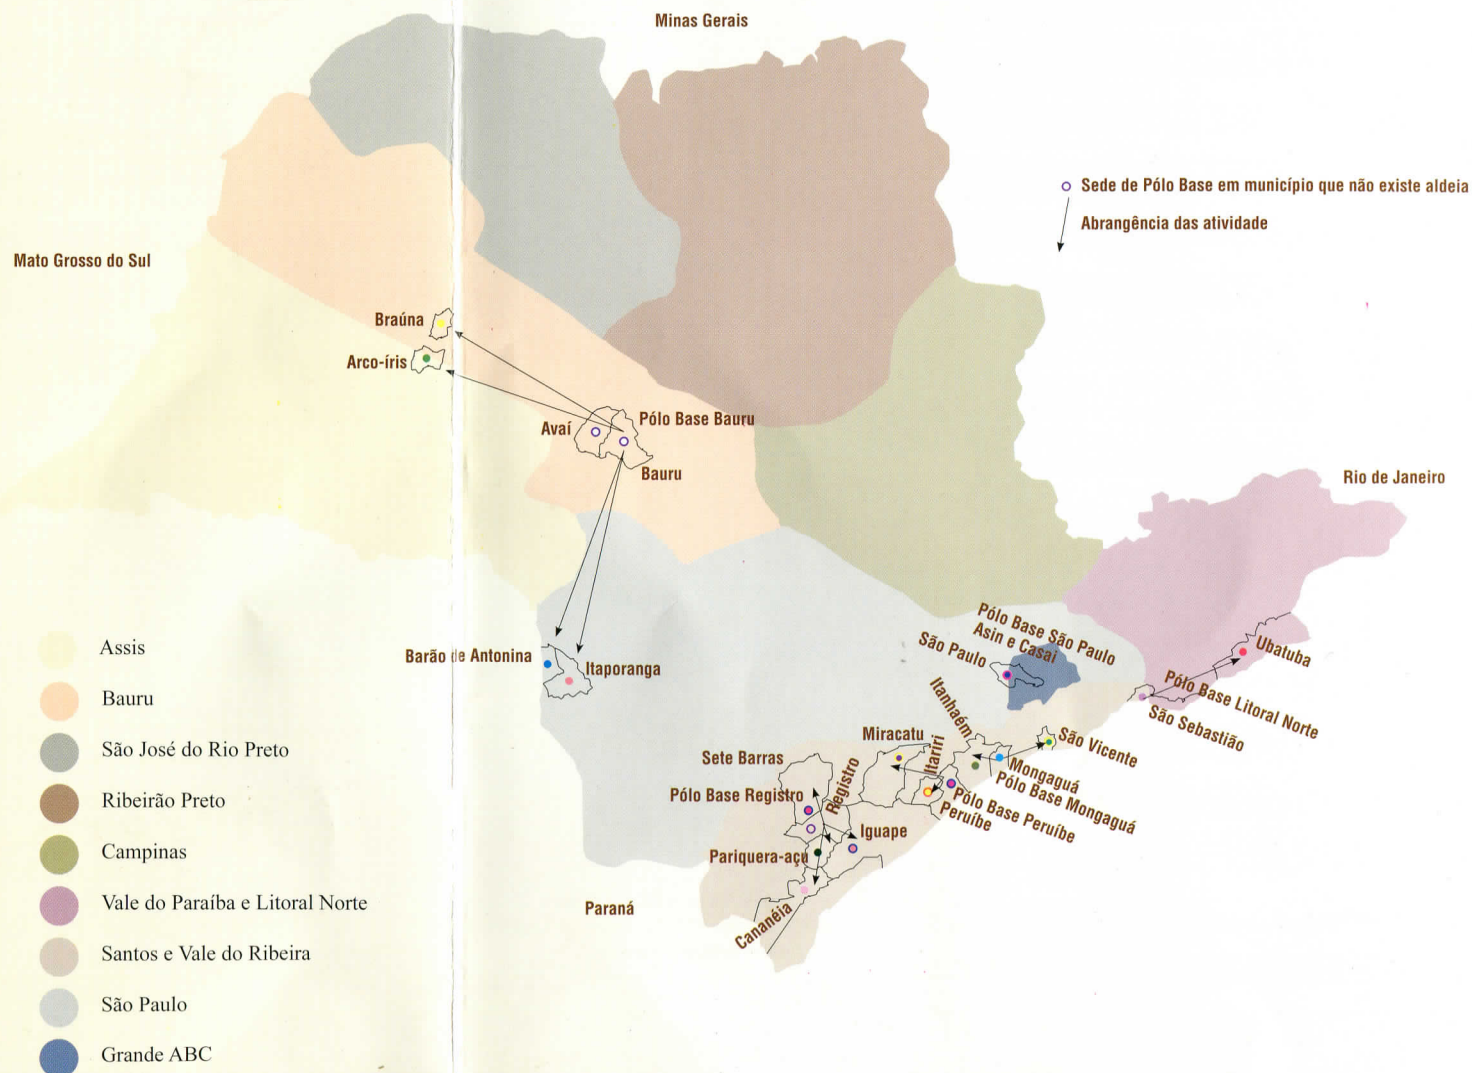 Minas Gerais
Sede de Pólo Base em município que não existe aldeia
Abrangência das atividade
Mato Grosso do Sul
Braúna
Arco-íris
Avaí
Pólo Base Bauru
Bauru
Rio de Janeiro
Barão de Antonina
Itaporanga
Pólo Base São Paulo
Asin e Casai
São Paulo
Ubatuba
Pólo Base Litoral Norte
São Sebastião
Itanhaém
São Vicente
Miracatu
Itariri
Mongaguá
Pólo Base Mongaguá
Sete Barras
Registro
Pólo Base Registro
Pólo Base Peruíbe
Peruíbe
Iguape
Pariquera-açu
Cananéia
Paraná
Assis
Bauru
São José do Rio Preto
Ribeirão Preto
Campinas
Vale do Paraíba e Litoral Norte
Santos e Vale do Ribeira
São Paulo
Grande ABC